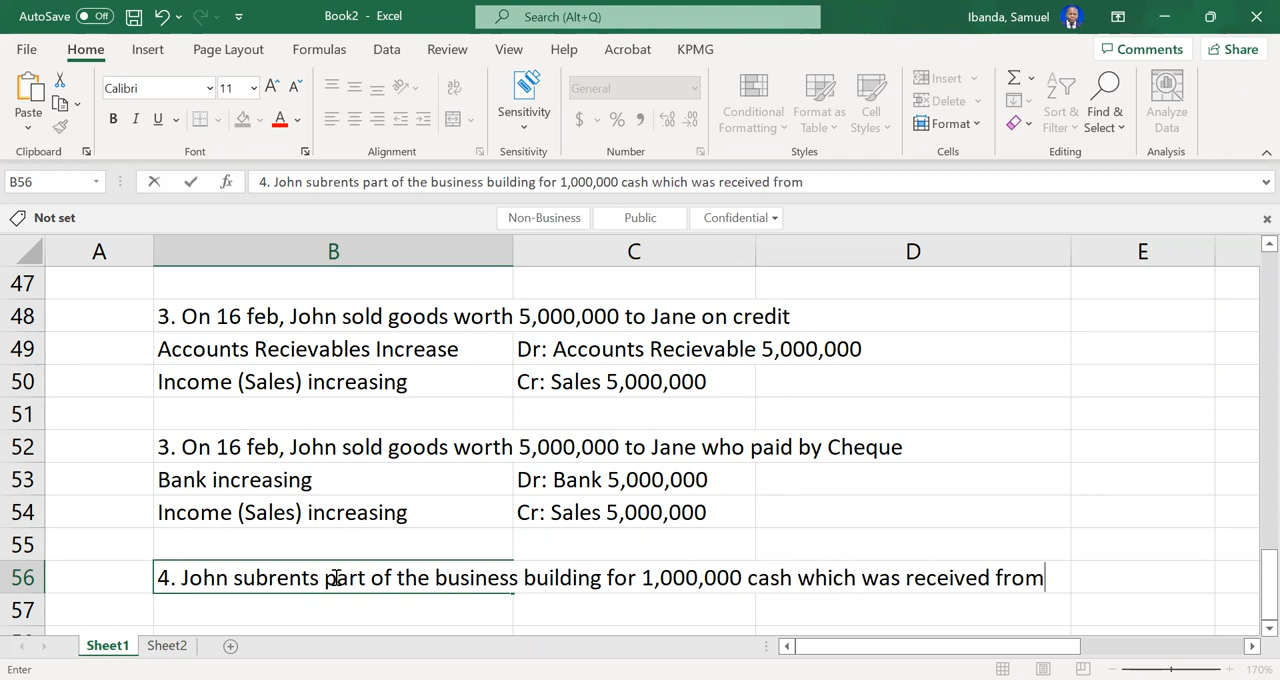 AutoSave Off Book2 - Excel Search (Alt+Q) Ibanda, Samuel
File Home Insert Page Layout Formulas Data Review View Help Acrobat KPMG Comments Share
Calibri 11 General Insert
Paste Sensitivity Conditional Format as Cell Delete Sort & Find & Analyze
B I U A $ % 9 Formatting Table Styles Format Filter Select Data
Clipboard Font Alignment Sensitivity Number Styles Cells Editing Analysis
B56 fx 4. John subrents part of the business building for 1,000,000 cash which was received from
Not set Non-Business Public Confidential
A B C D E
47
48 3. On 16 feb, John sold goods worth 5,000,000 to Jane on credit
49 Accounts Recievables Increase Dr: Accounts Recievable 5,000,000
50 Income (Sales) increasing Cr: Sales 5,000,000
51
52 3. On 16 feb, John sold goods worth 5,000,000 to Jane who paid by Cheque
53 Bank increasing Dr: Bank 5,000,000
54 Income (Sales) increasing Cr: Sales 5,000,000
55
56 4. John subrents part of the business building for 1,000,000 cash which was received from
57
Sheet1 Sheet2
Enter 170%